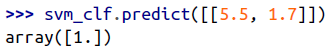 >>> svm_clf.predict([[5.5, 1.7]])
array([1.])